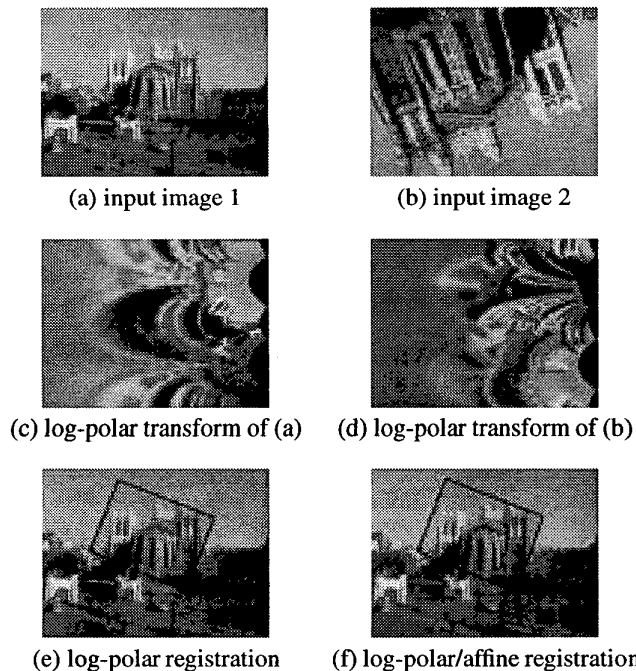 (a) input image 1
(b) input image 2
(c) log-polar transform of (a)
(d) log-polar transform of (b)
(e) log-polar registration
(f) log-polar/affine registration